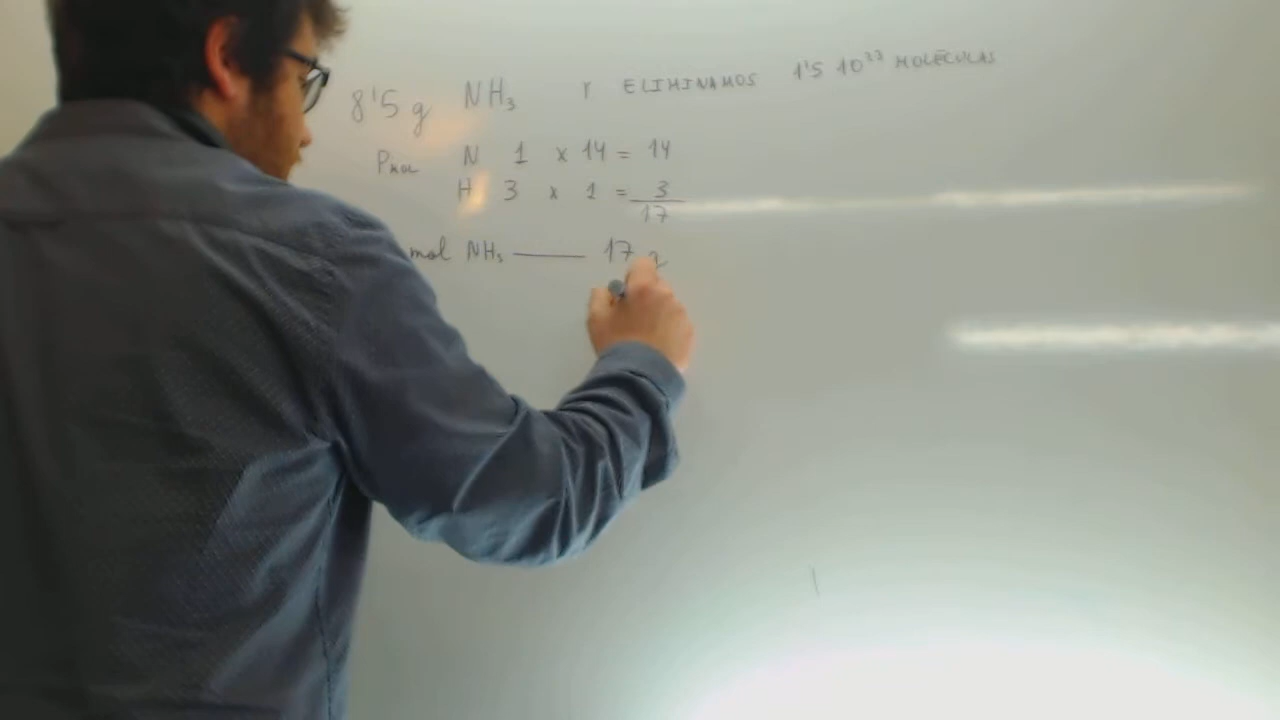 8'5 g NH₃ Y ELIMINAMOS 1'5 10²³ MOLÉCULAS
Pmol N 1 x 14 = 14
H 3 x 1 = 3
17
mol NH₃ —— 17 g